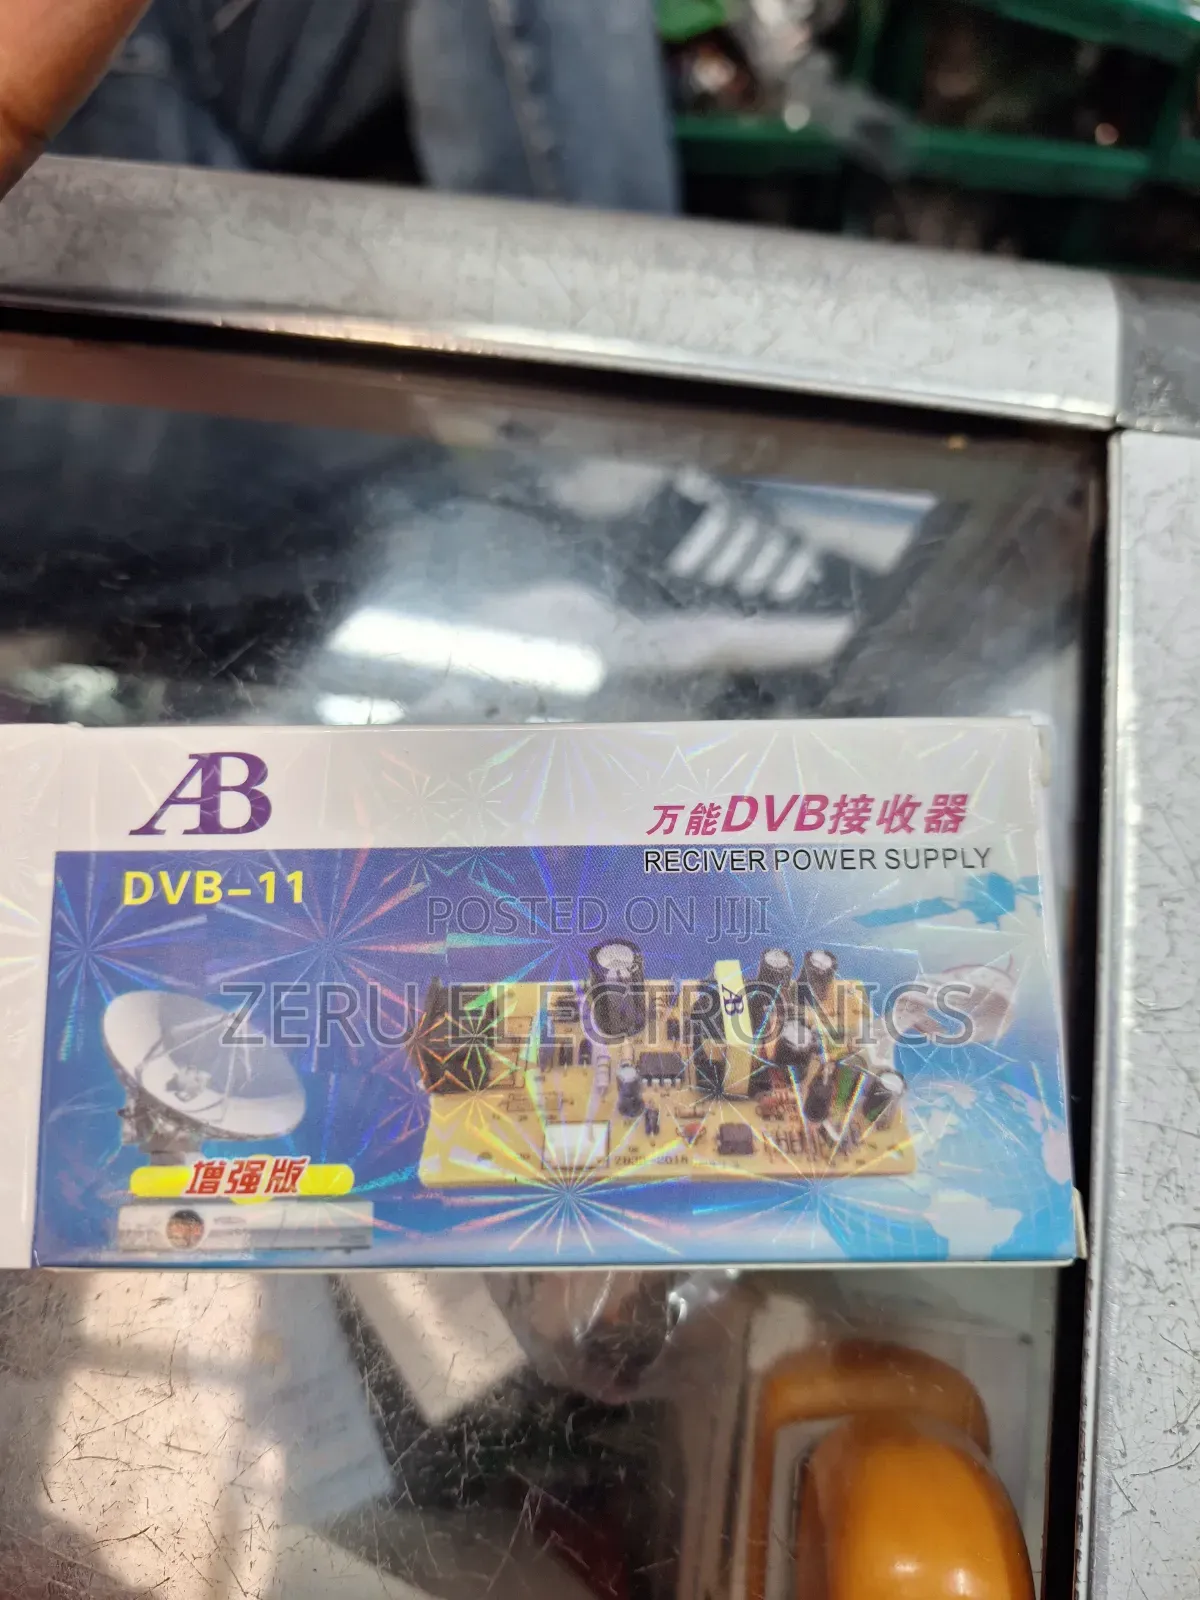 AB
万能DVB接收器
RECIVER POWER SUPPLY
DVB-11
POSTED ON JIJI
ZERU ELECTRONICS
AB
增强版